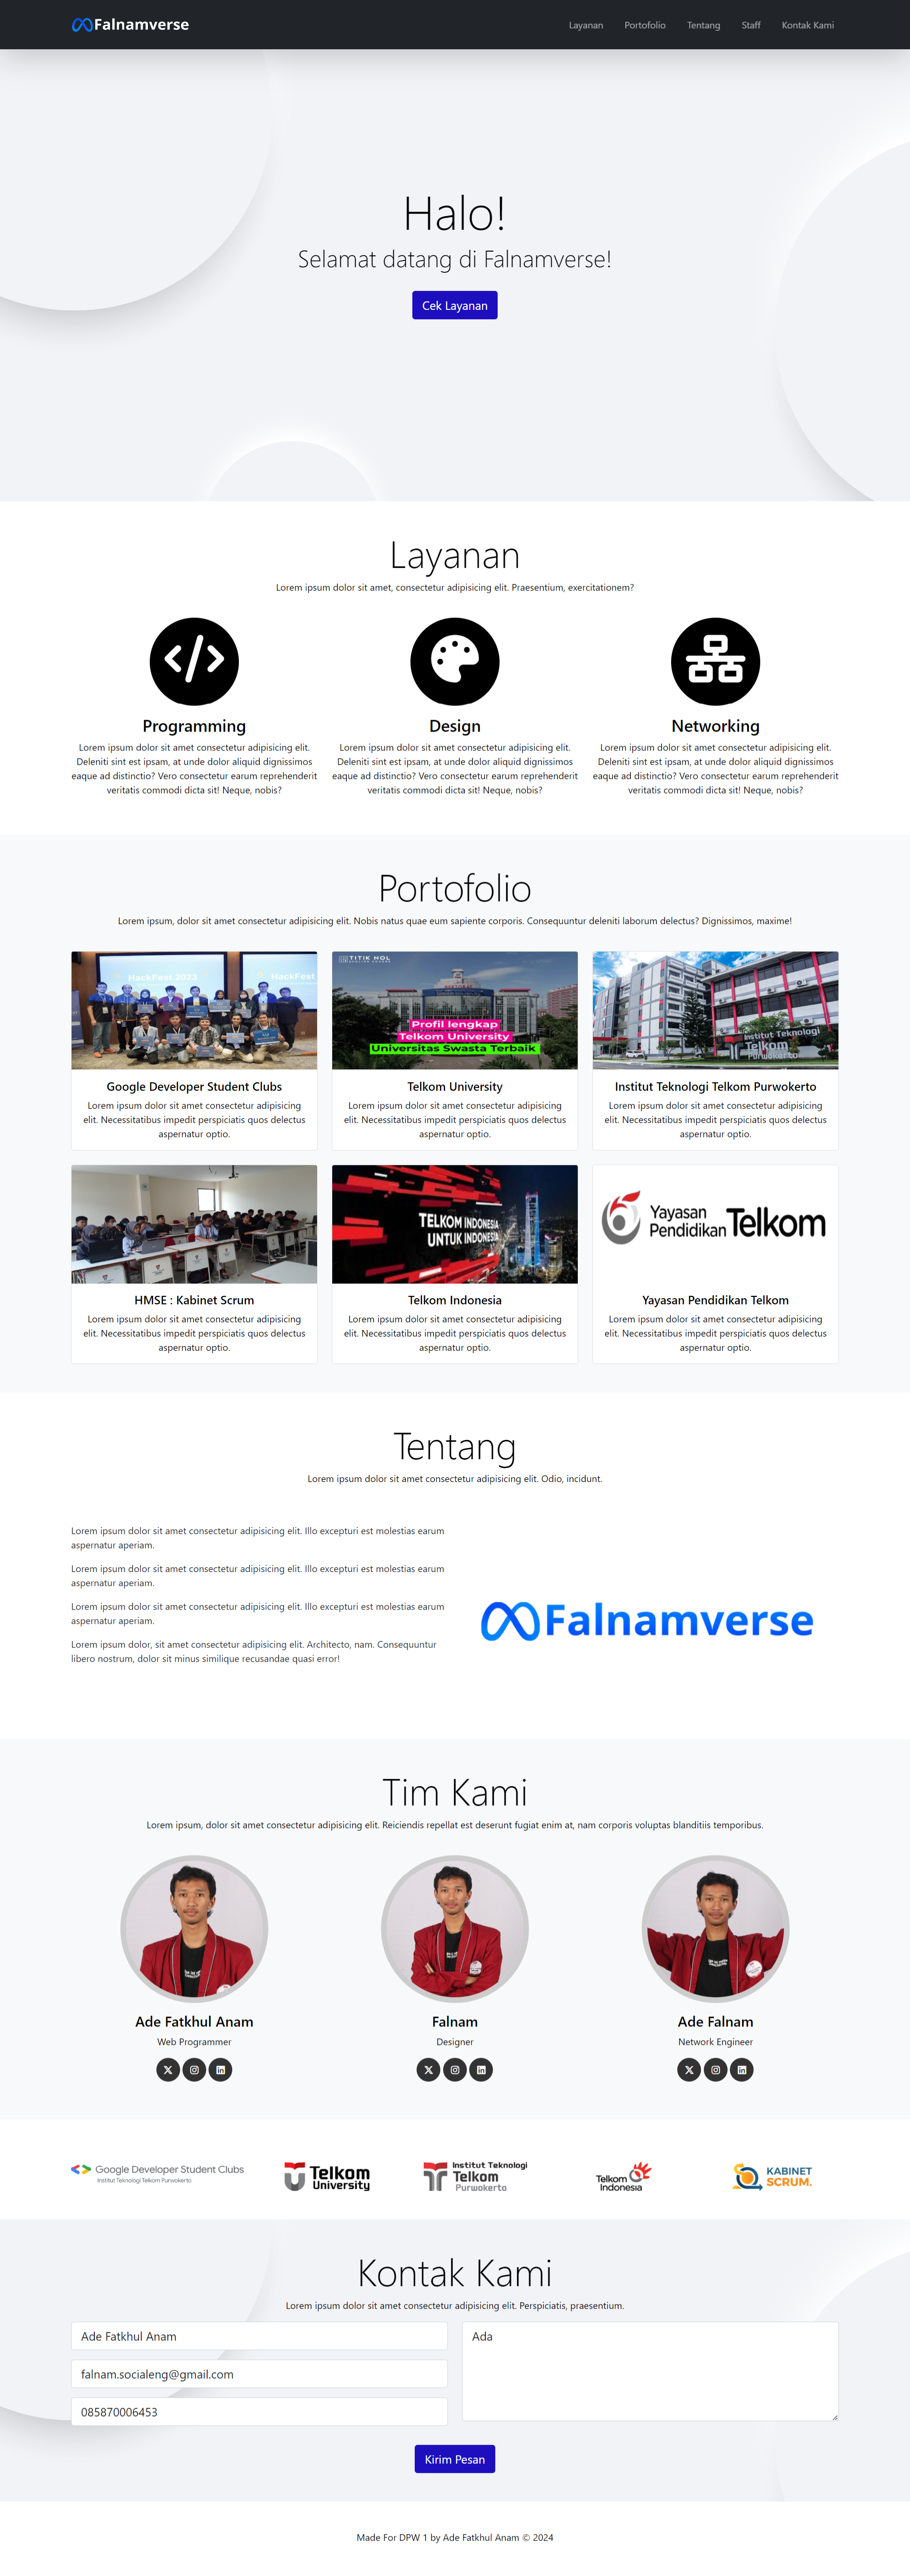 Falnamverse
Layanan Portofolio Tentang Staff Kontak Kami
Halo!
Selamat datang di Falnamverse!
Cek Layanan
Layanan
Lorem ipsum dolor sit amet, consectetur adipisicing elit. Praesentium, exercitationem?
Programming
Lorem ipsum dolor sit amet consectetur adipisicing elit.
Deleniti sint est ipsam, at unde dolor aliquid dignissimos
eaque ad distinctio? Vero consectetur earum reprehenderit
veritatis commodi dicta sit! Neque, nobis?
Design
Lorem ipsum dolor sit amet consectetur adipisicing elit.
Deleniti sint est ipsam, at unde dolor aliquid dignissimos
eaque ad distinctio? Vero consectetur earum reprehenderit
veritatis commodi dicta sit! Neque, nobis?
Networking
Lorem ipsum dolor sit amet consectetur adipisicing elit.
Deleniti sint est ipsam, at unde dolor aliquid dignissimos
eaque ad distinctio? Vero consectetur earum reprehenderit
veritatis commodi dicta sit! Neque, nobis?
Portofolio
Lorem ipsum, dolor sit amet consectetur adipisicing elit. Nobis natus quae eum sapiente corporis. Consequuntur deleniti laborum delectus? Dignissimos, maxime!
HackFest 2023
HackFest
Google Developer Student Clubs
Lorem ipsum dolor sit amet consectetur adipisicing
elit. Necessitatibus impedit perspiciatis quos delectus
aspernatur optio.
TITIK NOL
Profil lengkap
Telkom University
Universitas Swasta Terbaik
Telkom University
Lorem ipsum dolor sit amet consectetur adipisicing
elit. Necessitatibus impedit perspiciatis quos delectus
aspernatur optio.
Institut Teknologi
Telkom
Purwokerto
Institut Teknologi Telkom Purwokerto
Lorem ipsum dolor sit amet consectetur adipisicing
elit. Necessitatibus impedit perspiciatis quos delectus
aspernatur optio.
HMSE : Kabinet Scrum
Lorem ipsum dolor sit amet consectetur adipisicing
elit. Necessitatibus impedit perspiciatis quos delectus
aspernatur optio.
TELKOM INDONESIA
UNTUK INDONESIA
Telkom Indonesia
Lorem ipsum dolor sit amet consectetur adipisicing
elit. Necessitatibus impedit perspiciatis quos delectus
aspernatur optio.
Yayasan
Pendidikan Telkom
Yayasan Pendidikan Telkom
Lorem ipsum dolor sit amet consectetur adipisicing
elit. Necessitatibus impedit perspiciatis quos delectus
aspernatur optio.
Tentang
Lorem ipsum dolor sit amet consectetur adipisicing elit. Odio, incidunt.
Lorem ipsum dolor sit amet consectetur adipisicing elit. Illo excepturi est molestias earum
aspernatur aperiam.
Lorem ipsum dolor sit amet consectetur adipisicing elit. Illo excepturi est molestias earum
aspernatur aperiam.
Lorem ipsum dolor sit amet consectetur adipisicing elit. Illo excepturi est molestias earum
aspernatur aperiam.
Lorem ipsum dolor, sit amet consectetur adipisicing elit. Architecto, nam. Consequuntur
libero nostrum, dolor sit minus similique recusandae quasi error!
Falnamverse
Tim Kami
Lorem ipsum, dolor sit amet consectetur adipisicing elit. Reiciendis repellat est deserunt fugiat enim at, nam corporis voluptas blanditiis temporibus.
Ade Fatkhul Anam
Web Programmer
Falnam
Designer
Ade Falnam
Network Engineer
Google Developer Student Clubs
Institut Teknologi Telkom Purwokerto
Telkom
University
Institut Teknologi
Telkom
Purwokerto
Telkom
Indonesia
KABINET
SCRUM.
Kontak Kami
Lorem ipsum dolor sit amet consectetur adipisicing elit. Perspiciatis, praesentium.
Ade Fatkhul Anam
falnam.socialeng@gmail.com
085870006453
Ada
Kirim Pesan
Made For DPW 1 by Ade Fatkhul Anam © 2024